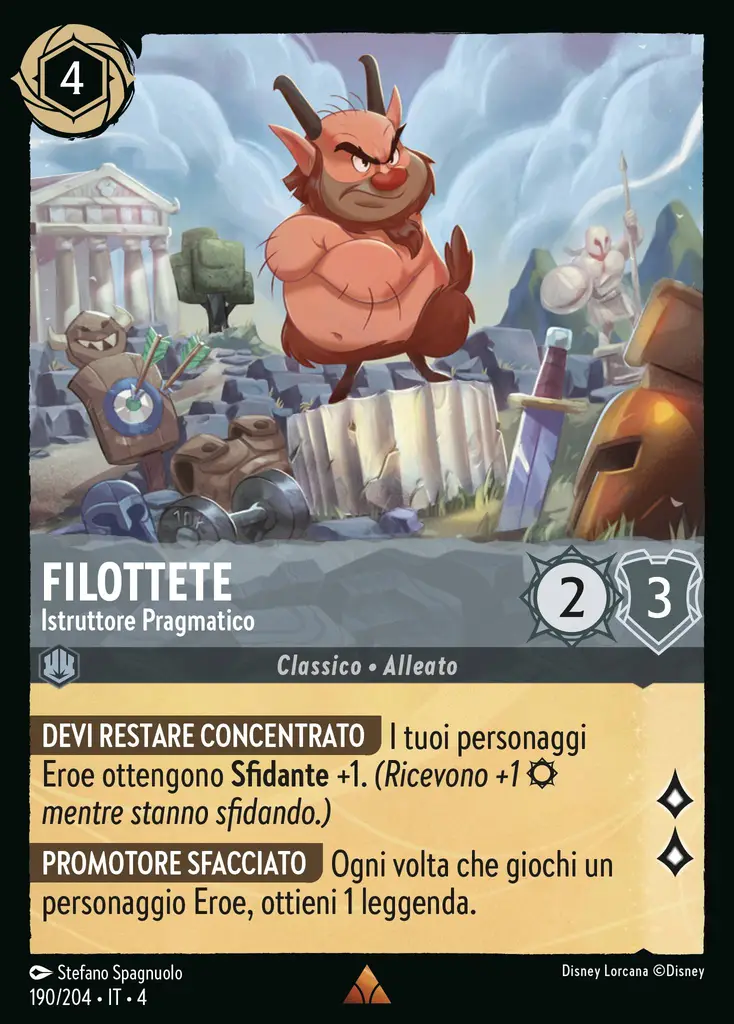 4
10K
FILOTTETE
Istruttore Pragmatico
2
3
Classico • Alleato
DEVI RESTARE CONCENTRATO I tuoi personaggi
Eroe ottengono Sfidante +1. (Ricevono +1
mentre stanno sfidando.)
PROMOTORE SFACCIATO Ogni volta che giochi un
personaggio Eroe, ottieni 1 leggenda.
Stefano Spagnuolo
Disney Lorcana ©Disney
190/204 • IT • 4